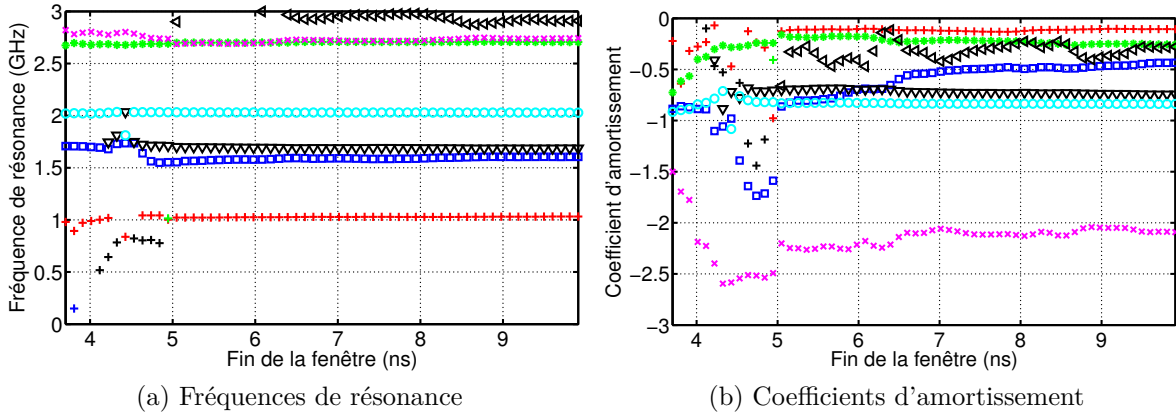 Fréquence de résonance (GHz)
3
2.5
2
1.5
1
0.5
0
4 5 6 7 8 9
Fin de la fenêtre (ns)
(a) Fréquences de résonance
Coefficient d'amortissement
0
−0.5
−1
−1.5
−2
−2.5
−3
4 5 6 7 8 9
Fin de la fenêtre (ns)
(b) Coefficients d'amortissement